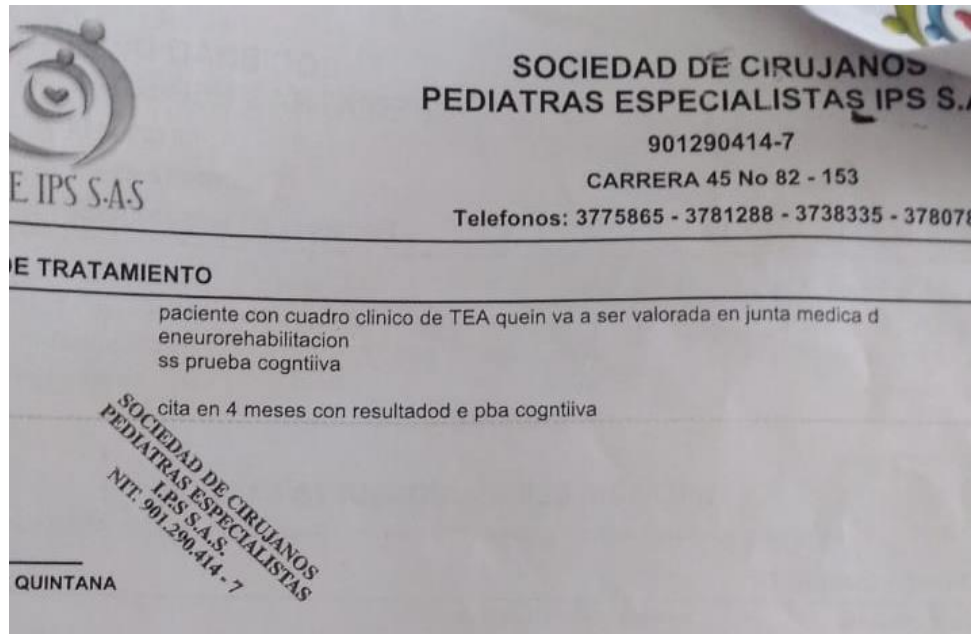 SOCIEDAD DE CIRUJANOS
PEDIATRAS ESPECIALISTAS IPS S.
901290414-7
CARRERA 45 No 82 - 153
Telefonos: 3775865 - 3781288 - 3738335 - 37807
E IPS S.A.S
E TRATAMIENTO
paciente con cuadro clinico de TEA quein va a ser valorada en junta medica d
eneurorehabilitacion
ss prueba cogntiiva
cita en 4 meses con resultadod e pba cogntiiva
SOCIEDAD DE CIRUJANOS
PEDIATRAS ESPECIALISTAS
I.P.S S.A.S.
NIT. 901.290.414 - 7
QUINTANA